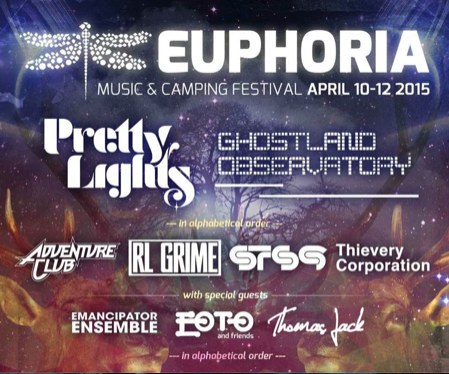 EUPHORIA
MUSIC & CAMPING FESTIVAL APRIL 10-12 2015
Pretty Lights
GHOSTLAND OBSERVATORY
--- in alphabetical order ---
ADVENTURE CLUB
RL GRIME
STS9
Thievery Corporation
with special guests
EMANCIPATOR ENSEMBLE
EOTO
and friends
Thomas Jack
--- in alphabetical order ---